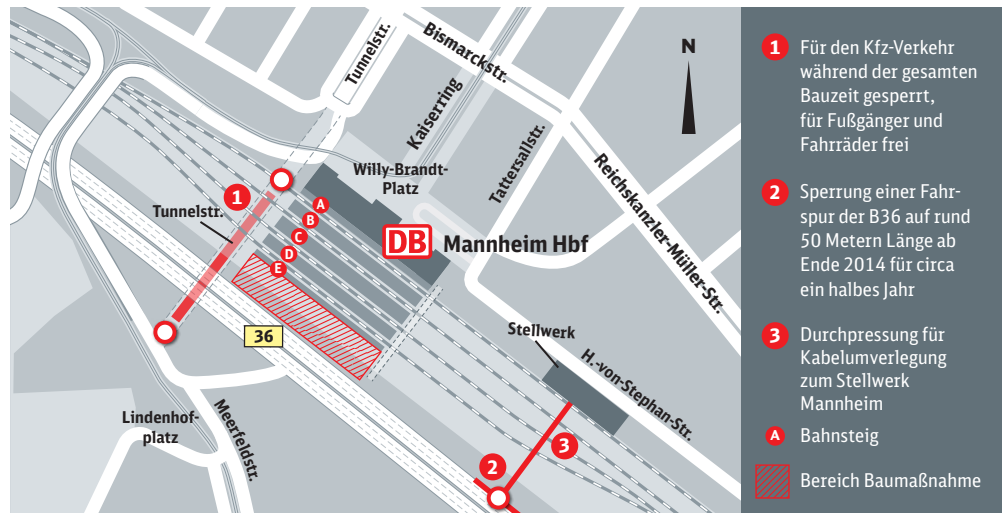 Tunnelstr.
Bismarckstr.
Kaiserring
N
Willy-Brandt-
Platz
Tattersallstr.
Reichskanzler-Müller-Str.
1
Tunnelstr.
A
B
C
D
E
DB Mannheim Hbf
36
Stellwerk
H.-von-Stephan-Str.
Lindenhof-
platz
Meerfeldstr.
2
3
1 Für den Kfz-Verkehr
während der gesamten
Bauzeit gesperrt,
für Fußgänger und
Fahrräder frei
2 Sperrung einer Fahr-
spur der B36 auf rund
50 Metern Länge ab
Ende 2014 für circa
ein halbes Jahr
3 Durchpressung für
Kabelumverlegung
zum Stellwerk
Mannheim
A Bahnsteig
Bereich Baumaßnahme